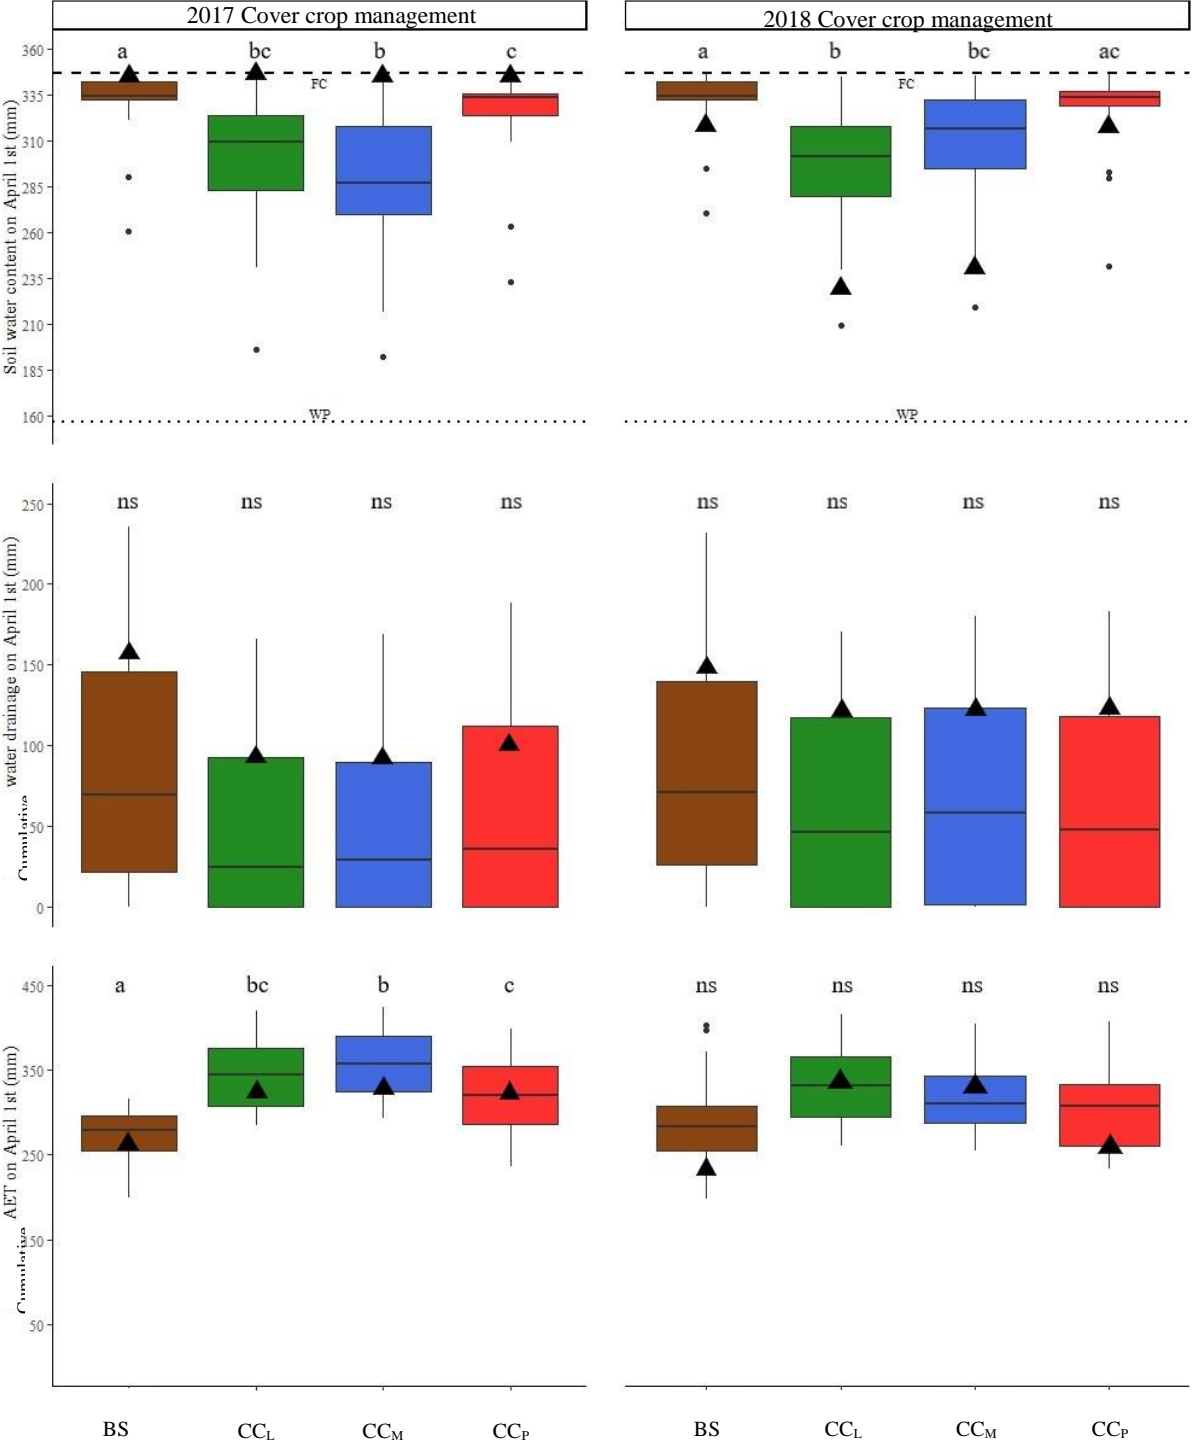 2017 Cover crop management
2018 Cover crop management
Soil water content on April 1st (mm)
360
335
310
285
260
235
210
185
160
a bc b c
FC
WP
a b bc ac
FC
WP
Cumulative
water drainage on April 1st (mm)
250
200
150
100
50
0
ns ns ns ns
ns ns ns ns
Cumulative
AET on April 1st (mm)
450
350
250
150
50
a bc b c
ns ns ns ns
BS CCL CCM CCP
BS CCL CCM CCP